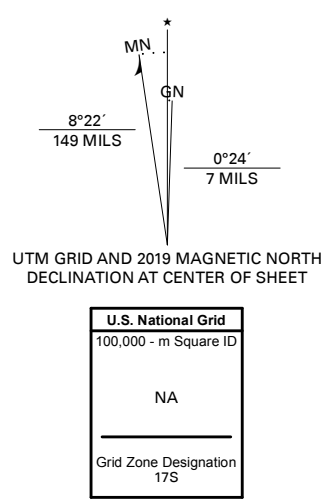 ★
MN
GN
8°22´
149 MILS
0°24´
7 MILS
UTM GRID AND 2019 MAGNETIC NORTH
DECLINATION AT CENTER OF SHEET
U.S. National Grid
100,000 - m Square ID
NA
Grid Zone Designation
17S